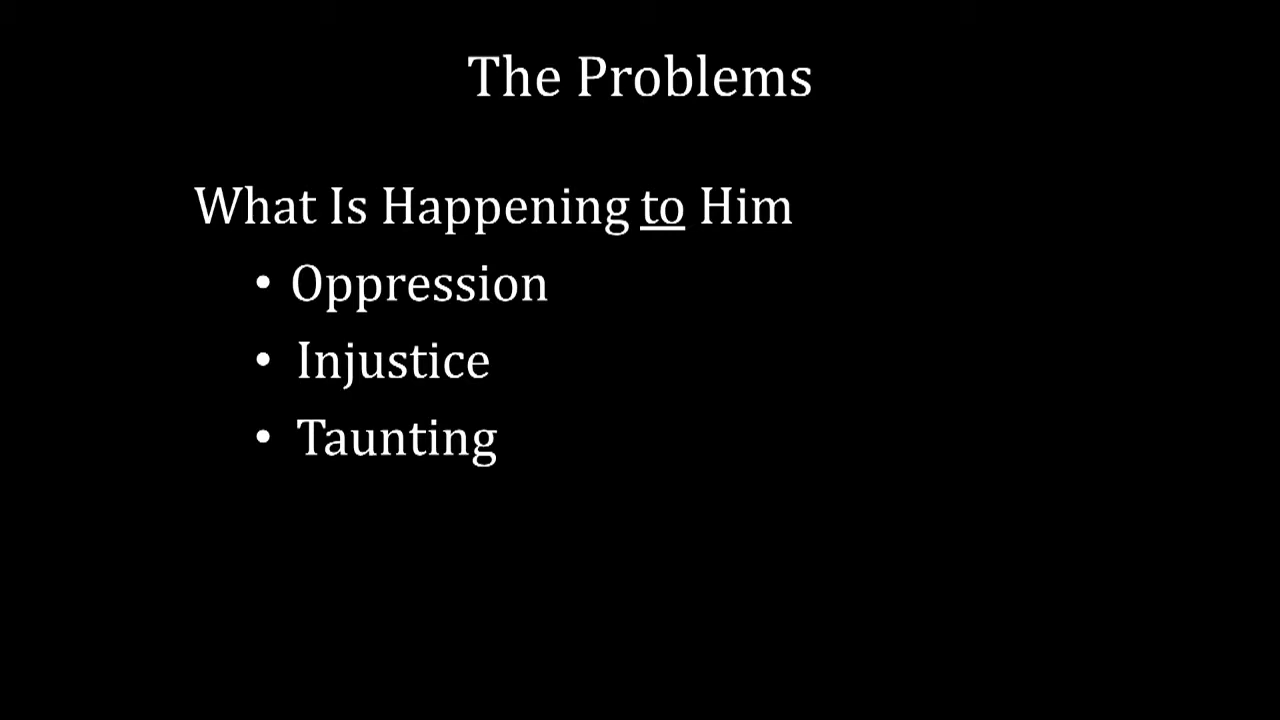 The Problems
What Is Happening to Him
• Oppression
• Injustice
• Taunting